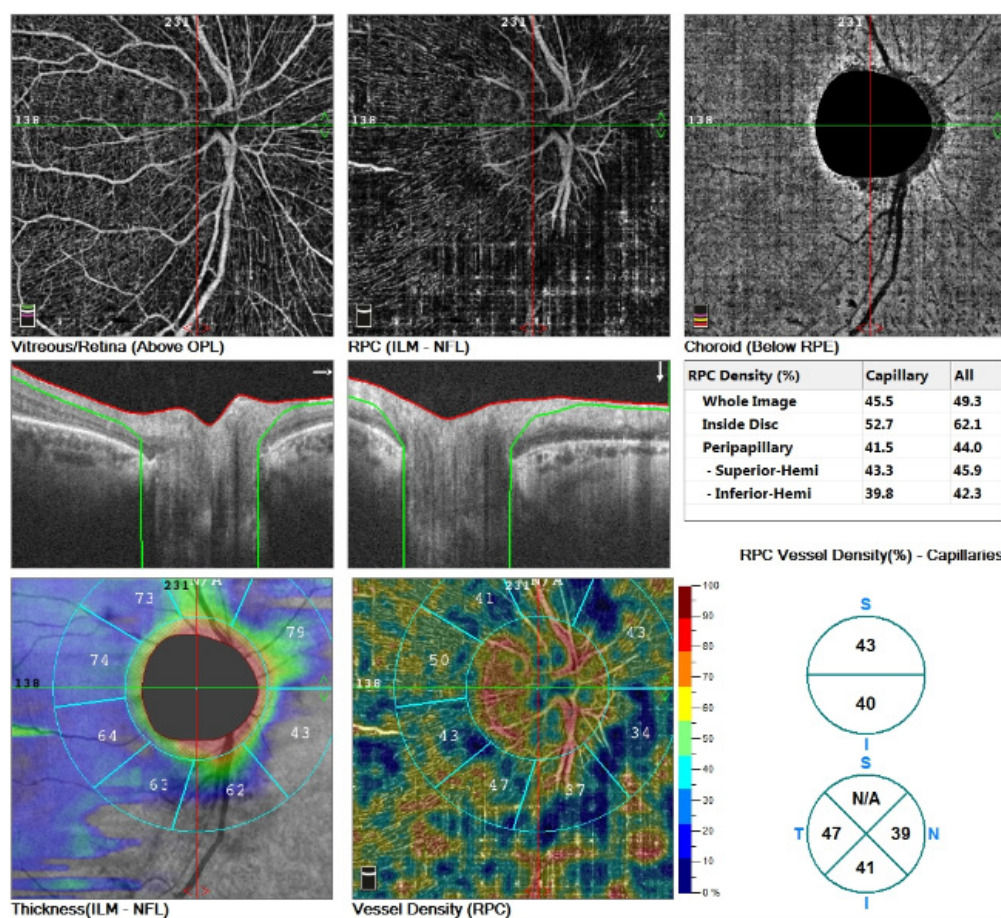 231
138
Vitreous/Retina (Above OPL)
231
138
RPC (ILM - NFL)
231
138
Choroid (Below RPE)
RPC Density (%) Capillary All
Whole Image 45.5 49.3
Inside Disc 52.7 62.1
Peripapillary 41.5 44.0
- Superior-Hemi 43.3 45.9
- Inferior-Hemi 39.8 42.3
RPC Vessel Density(%) - Capillaries
N/A
231
73
79
74
138
43
64
63
62
Thickness(ILM - NFL)
N/A
231
41
43
50
138
34
43
47
37
Vessel Density (RPC)
100
90
80
70
60
50
40
30
20
10
0 %
S
43
40
I
S
N/A
T 47 39 N
41
I